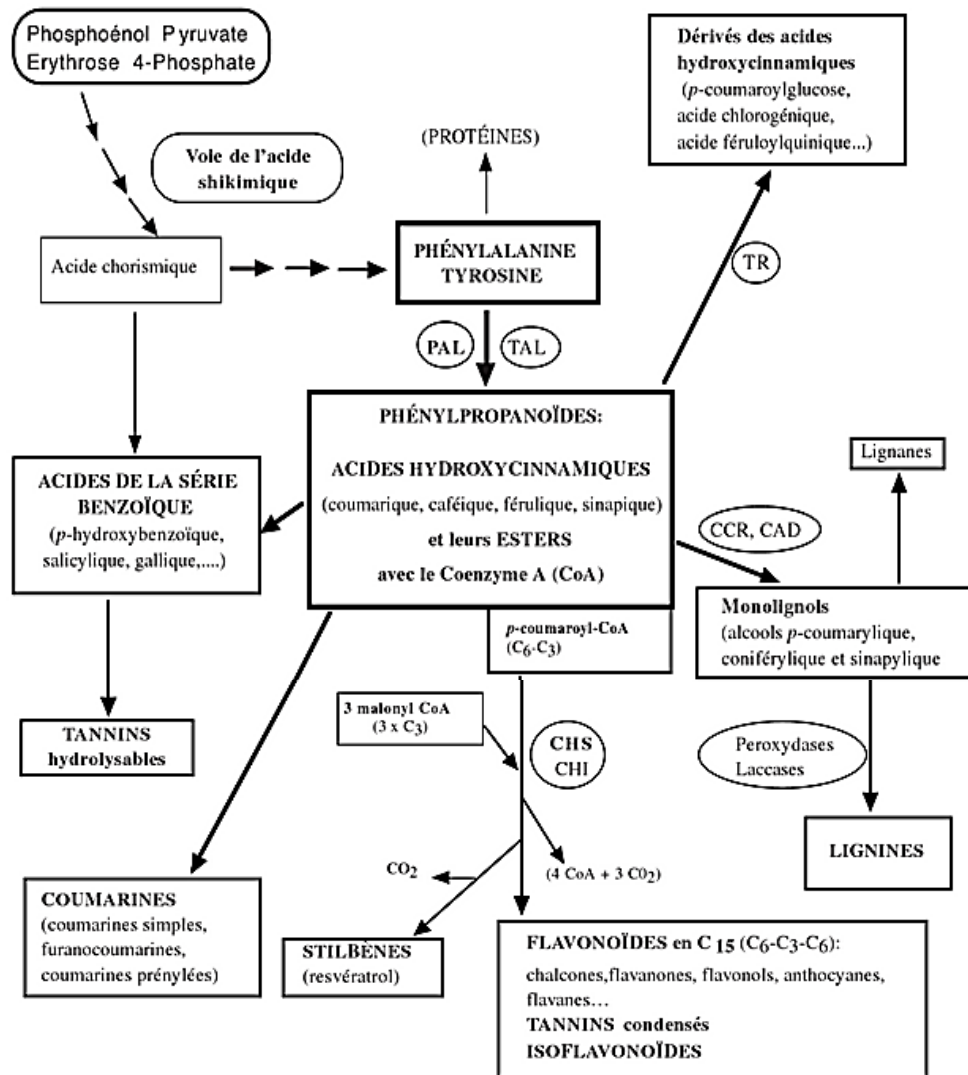 Phosphoénol Pyruvate
Erythrose 4-Phosphate
Voie de l'acide
shikimique
(PROTÉINES)
Dérivés des acides
hydroxycinnamiques
(p-coumaroylglucose,
acide chlorogénique,
acide féruloylquinique...)
Acide chorismique
PHÉNYLALANINE
TYROSINE
TR
PAL
TAL
PHÉNYLPROPANOÏDES:
ACIDES HYDROXYCINNAMIQUES
(coumarique, caféique, férulique, sinapique)
et leurs ESTERS
avec le Coenzyme A (CoA)
ACIDES DE LA SÉRIE
BENZOÏQUE
(p-hydroxybenzoïque,
salicylique, gallique,....)
Lignanes
CCR, CAD
Monolignols
(alcools p-coumarylique,
coniférylique et sinapylique
p-coumaroyl-CoA
(C6-C3)
3 malonyl CoA
(3 x C3)
CHS
CHI
TANNINS
hydrolysables
Peroxydases
Laccases
LIGNINES
CO2
(4 CoA + 3 C02)
COUMARINES
(coumarines simples,
furanocoumarines,
coumarines prénylées)
STILBÈNES
(resvératrol)
FLAVONOÏDES en C 15 (C6-C3-C6):
chalcones,flavanones, flavonols, anthocyanes,
flavanes...
TANNINS condensés
ISOFLAVONOÏDES